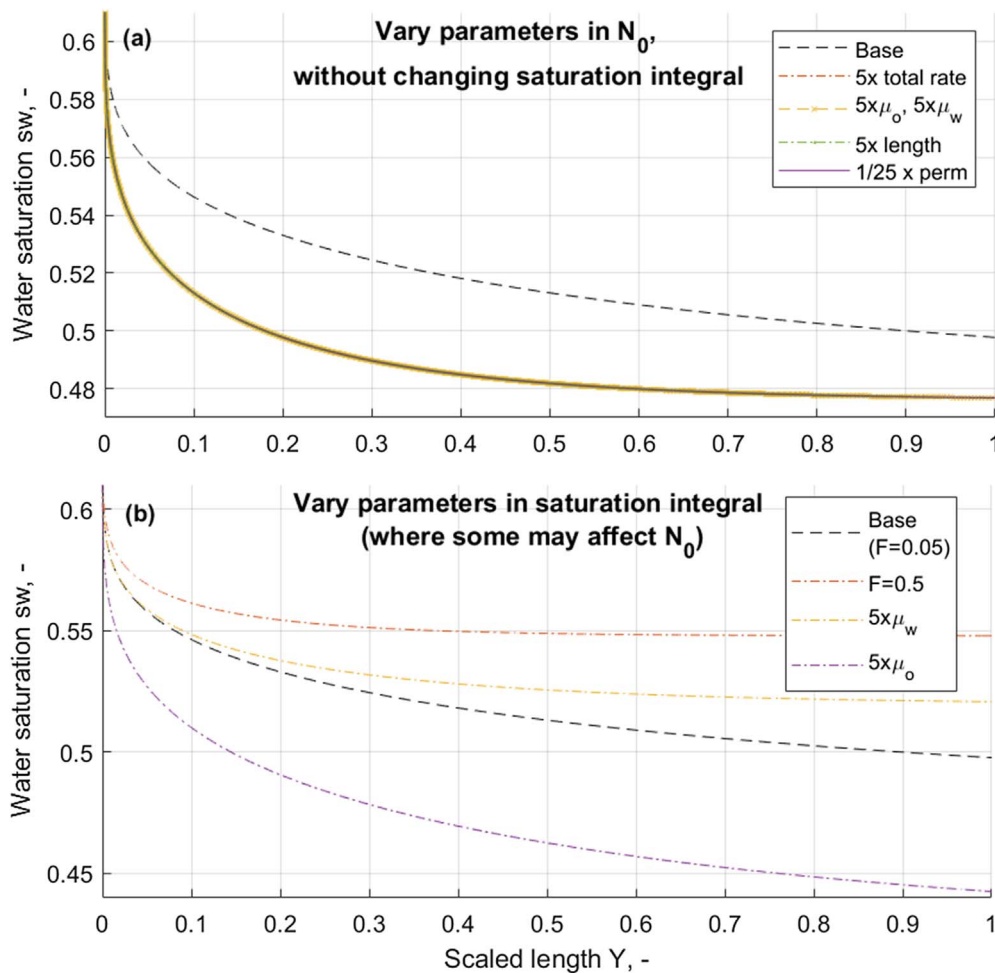 (a)
Vary parameters in N0,
without changing saturation integral
Base
5x total rate
5xμo, 5xμw
5x length
1/25 x perm
Water saturation sw, -
0.6
0.58
0.56
0.54
0.52
0.5
0.48
0 0.1 0.2 0.3 0.4 0.5 0.6 0.7 0.8 0.9 1
(b)
Vary parameters in saturation integral
(where some may affect N0)
Base
(F=0.05)
F=0.5
5xμw
5xμo
Water saturation sw, -
0.6
0.55
0.5
0.45
0 0.1 0.2 0.3 0.4 0.5 0.6 0.7 0.8 0.9 1
Scaled length Y, -